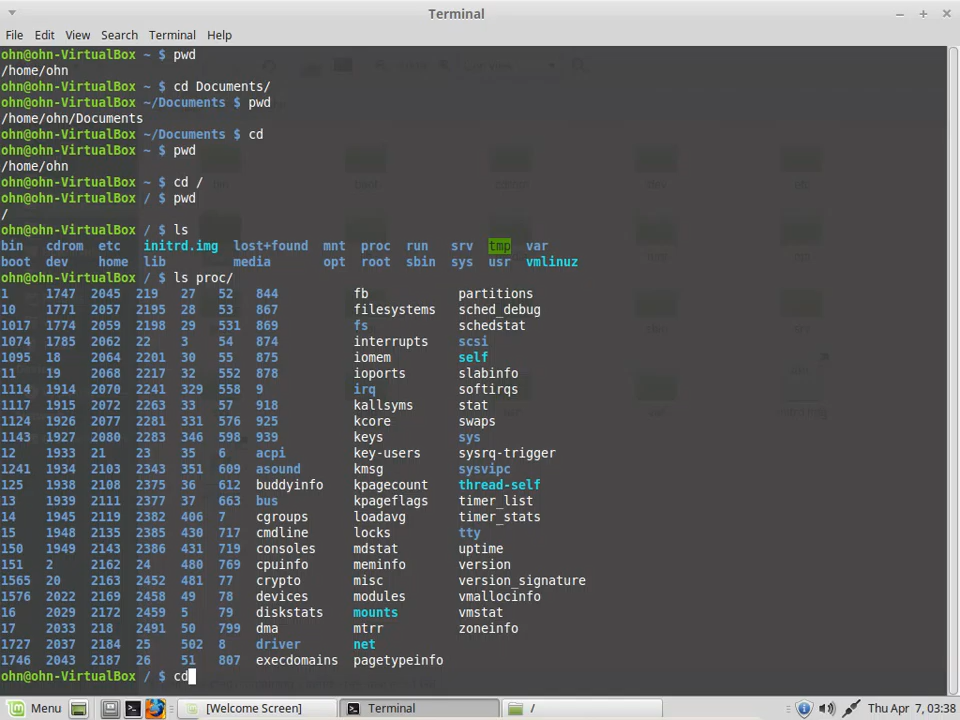 Terminal
File Edit View Search Terminal Help
ohn@ohn-VirtualBox ~ $ pwd
/home/ohn
ohn@ohn-VirtualBox ~ $ cd Documents/
ohn@ohn-VirtualBox ~/Documents $ pwd
/home/ohn/Documents
ohn@ohn-VirtualBox ~/Documents $ cd
ohn@ohn-VirtualBox ~ $ pwd
/home/ohn
ohn@ohn-VirtualBox ~ $ cd /
ohn@ohn-VirtualBox / $ pwd
/
ohn@ohn-VirtualBox / $ ls
bin cdrom etc initrd.img lost+found mnt proc run srv tmp var
boot dev home lib media opt root sbin sys usr vmlinuz
ohn@ohn-VirtualBox / $ ls proc/
1 1747 2045 219 27 52 844 fb partitions
10 1771 2057 2195 28 53 867 filesystems sched_debug
1017 1774 2059 2198 29 531 869 fs schedstat
1074 1785 2062 22 3 54 874 interrupts scsi
1095 18 2064 2201 30 55 875 iomem self
11 19 2068 2217 32 552 878 ioports slabinfo
1114 1914 2070 2241 329 558 9 irq softirqs
1117 1915 2072 2263 33 57 918 kallsyms stat
1124 1926 2077 2281 331 576 925 kcore swaps
1143 1927 2080 2283 346 598 939 keys sys
12 1933 21 23 35 6 acpi key-users sysrq-trigger
1241 1934 2103 2343 351 609 asound kmsg sysvipc
125 1938 2108 2375 36 612 buddyinfo kpagecount thread-self
13 1939 2111 2377 37 663 bus kpageflags timer_list
14 1945 2119 2382 406 7 cgroups loadavg timer_stats
15 1948 2135 2385 430 717 cmdline locks tty
150 1949 2143 2386 431 719 consoles mdstat uptime
151 2 2162 24 480 769 cpuinfo meminfo version
1565 20 2163 2452 481 77 crypto misc version_signature
158 2022 2169 2458 49 78 devices modules vmallocinfo
16 2029 2172 2459 5 79 diskstats mounts vmstat
17 2033 218 2491 50 799 dma mtrr zoneinfo
1727 2037 2184 25 502 8 driver net
1746 2043 2187 26 51 807 execdomains pagetypeinfo
ohn@ohn-VirtualBox / $ cd
Menu [Welcome Screen] Terminal / Thu Apr 7, 03:38